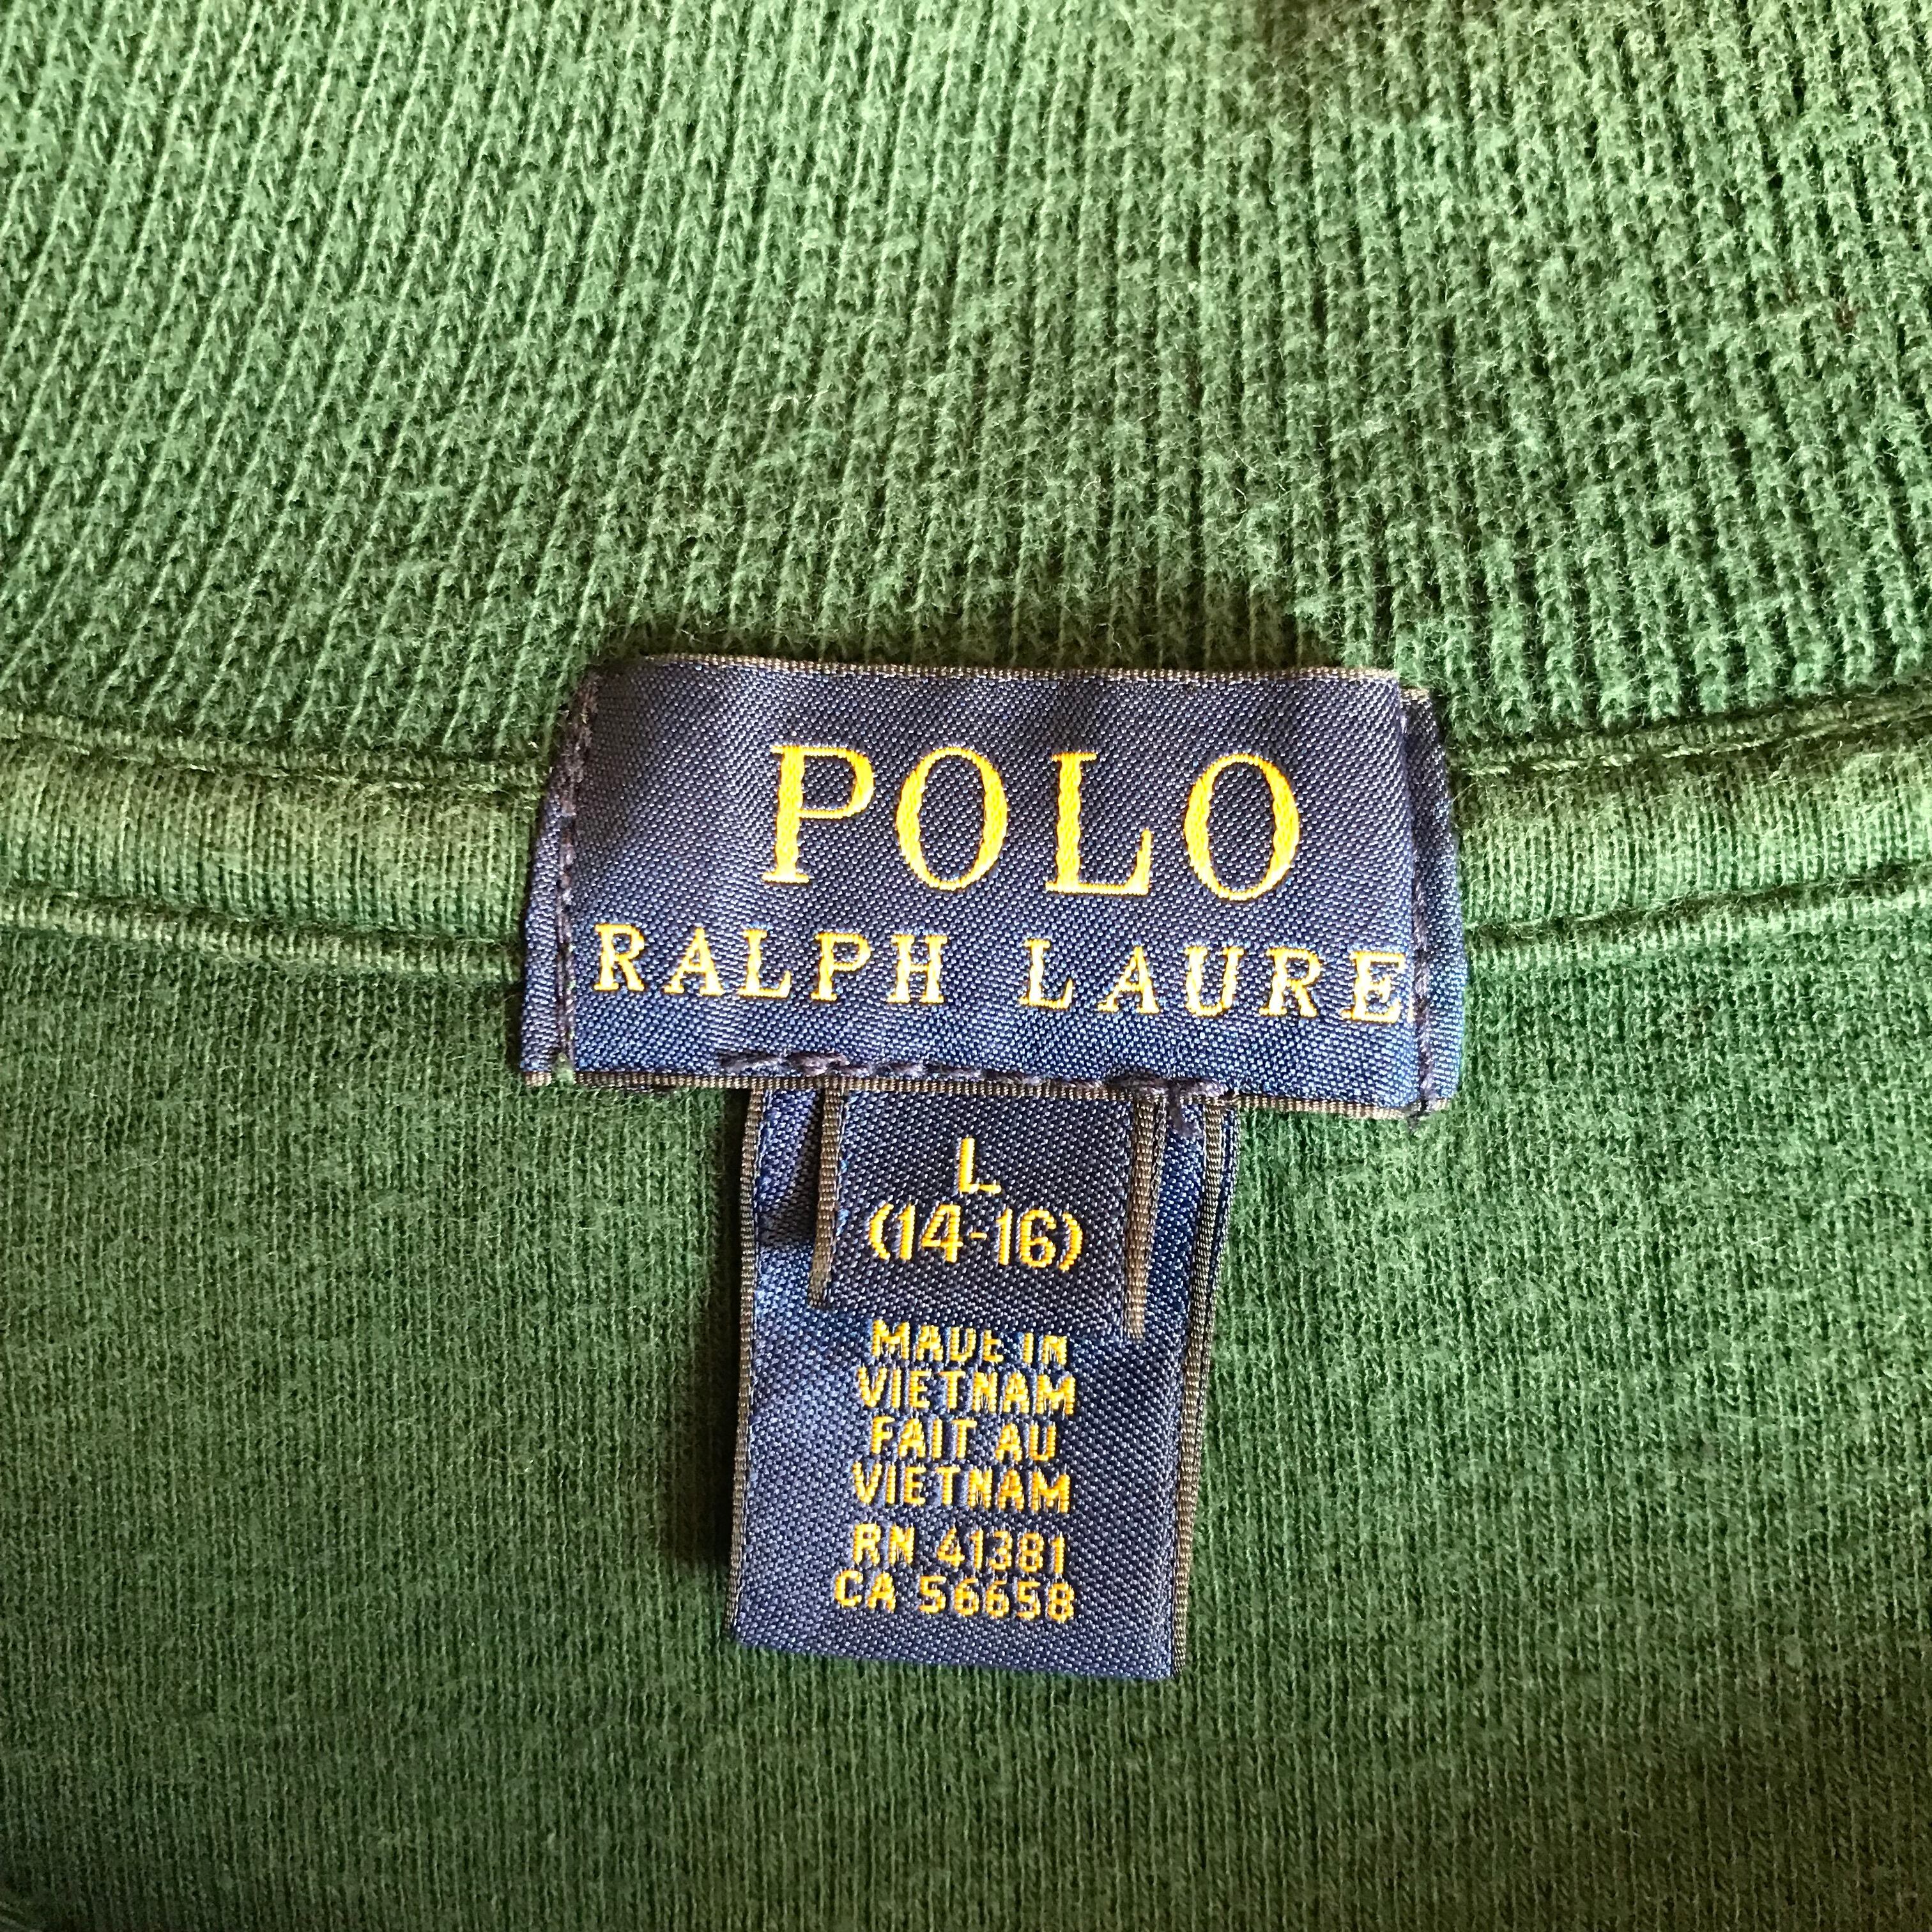 POLO
RALPH LAURE
L
(14-16)
MADE IN
VIETNAM
FAIT AU
VIETNAM
RN 41381
CA 56658